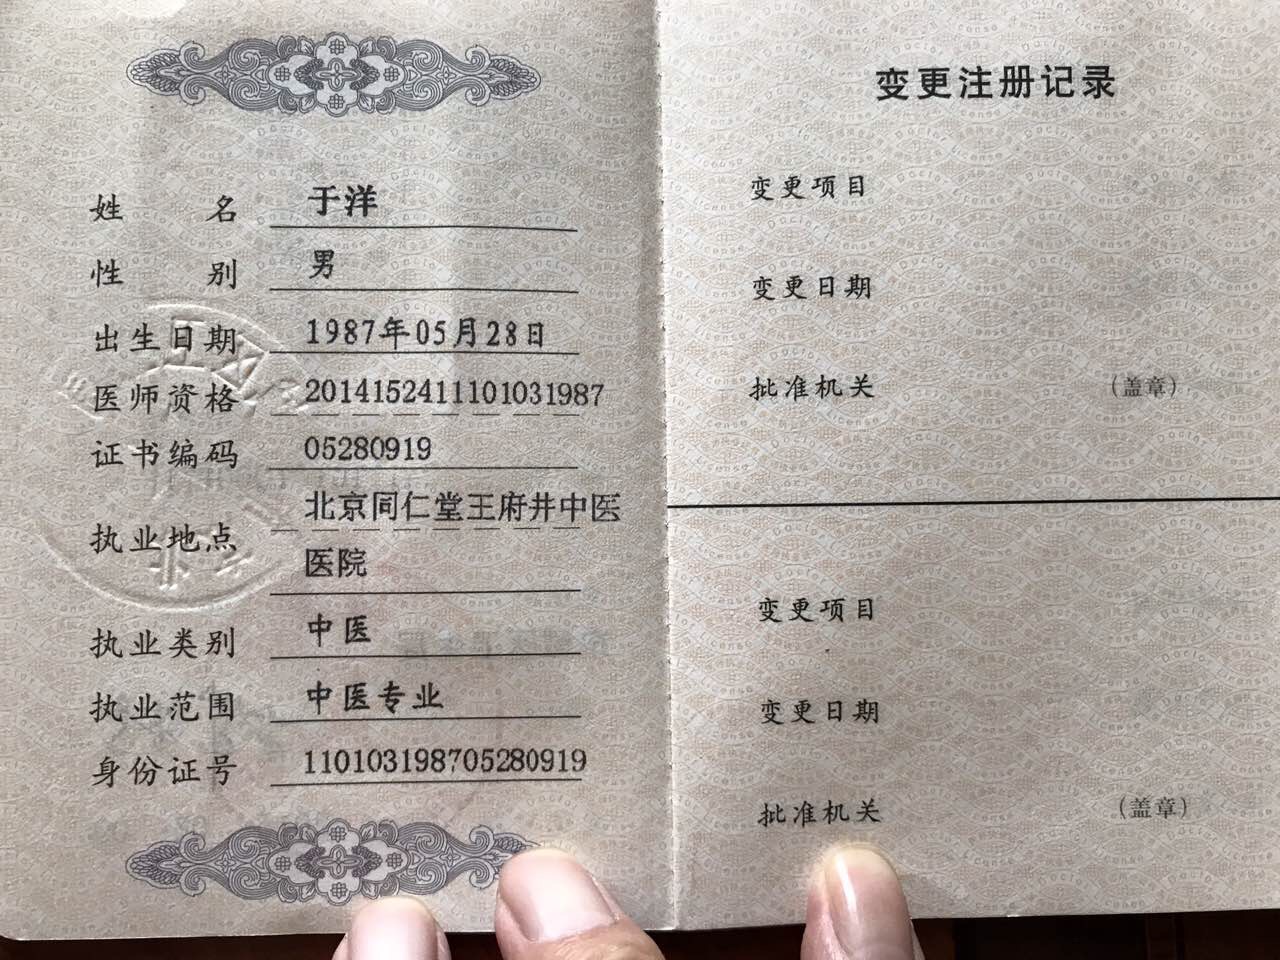 姓名 于洋
性别 男
出生日期 1987年05月28日
医师资格 2014152411101031987
证书编码 05280919
执业地点 北京同仁堂王府井中医
医院
执业类别 中医
执业范围 中医专业
身份证号 110103198705280919
变更注册记录
变更项目
变更日期
批准机关 （盖章）
变更项目
变更日期
批准机关 （盖章）